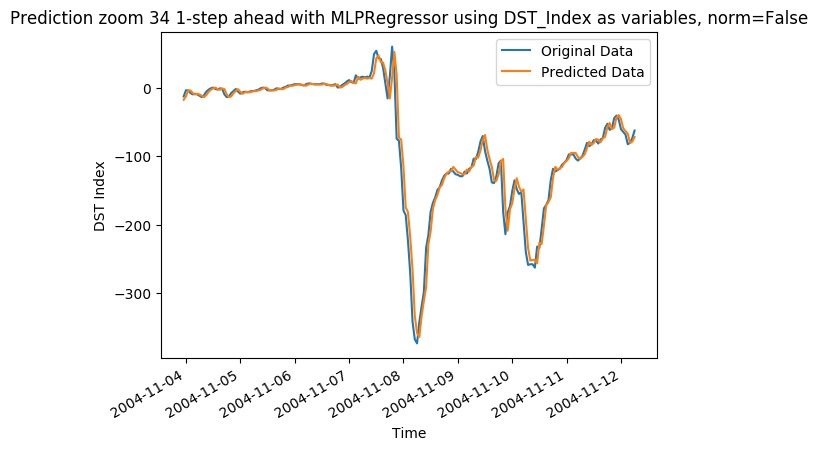 Prediction zoom 34 1-step ahead with MLPRegressor using DST_Index as variables, norm=False
Original Data
Predicted Data
DST Index
0
−100
−200
−300
2004-11-04
2004-11-05
2004-11-06
2004-11-07
2004-11-08
2004-11-09
2004-11-10
2004-11-11
2004-11-12
Time